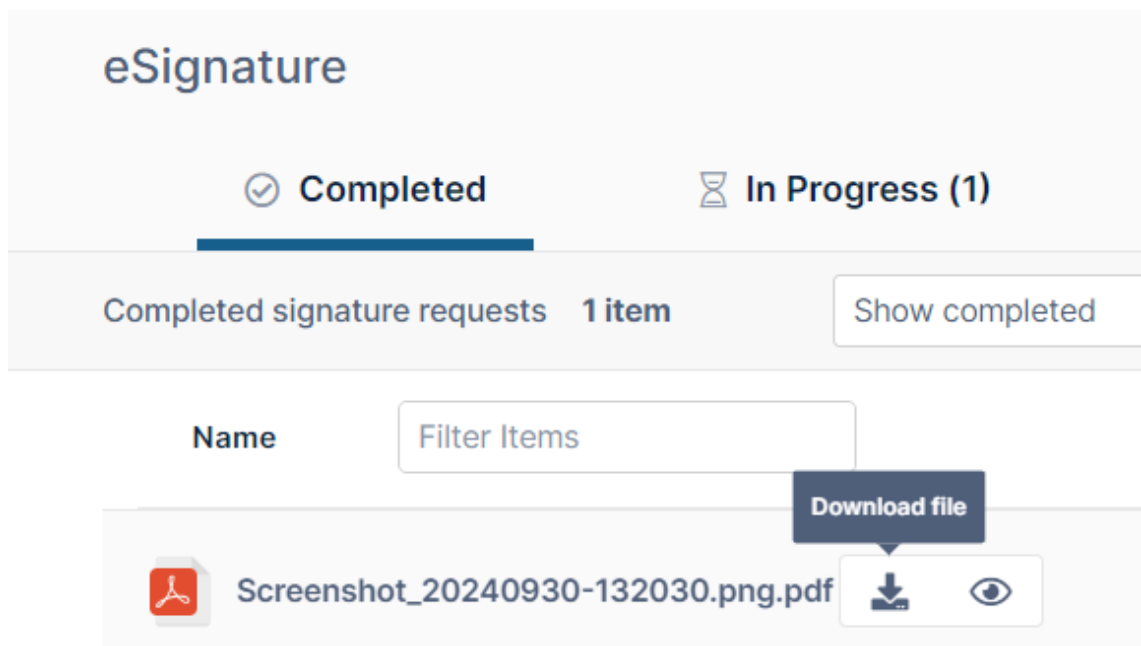 eSignature
Completed
In Progress (1)
Completed signature requests 1 item
Show completed
Name
Filter Items
Download file
Screenshot_20240930-132030.png.pdf